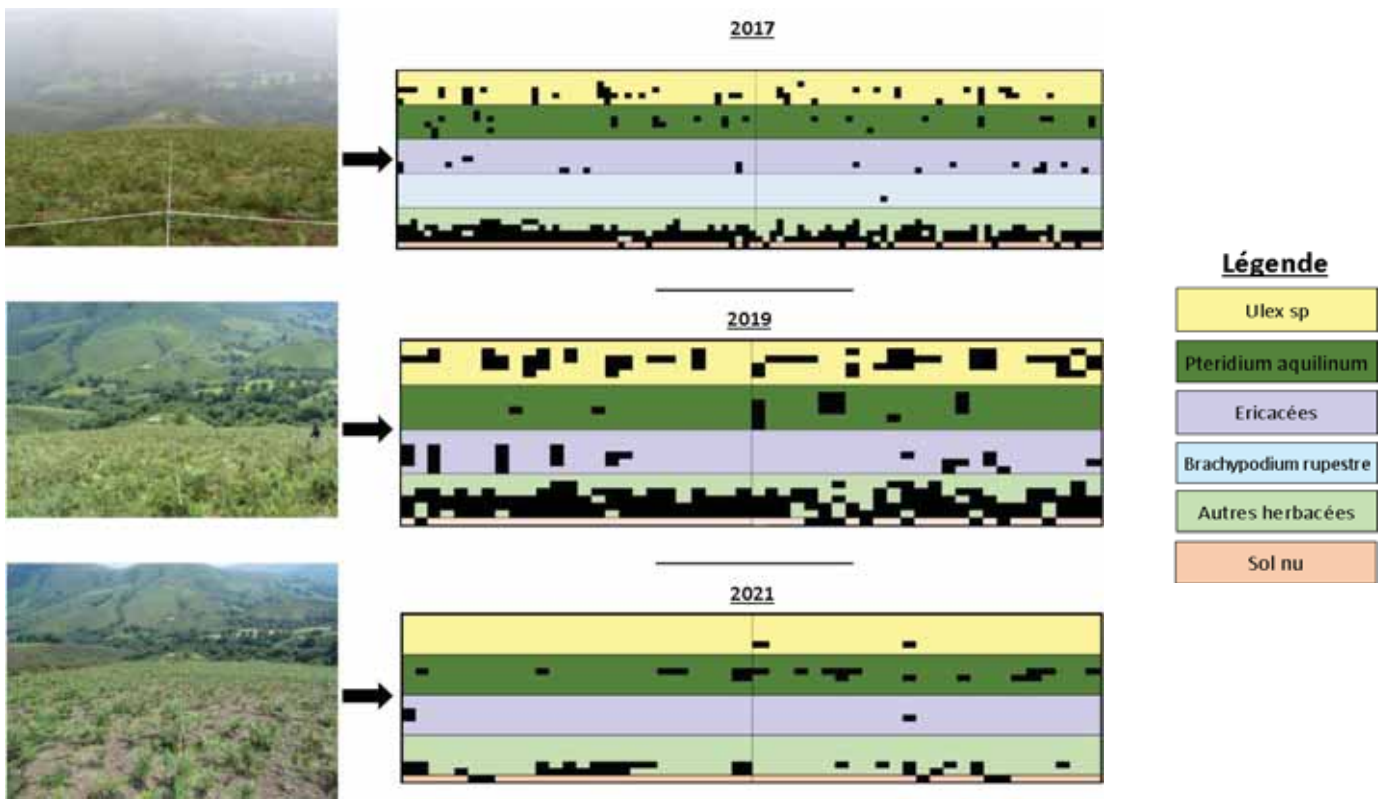 2017
2019
2021
Légende
Ulex sp
Pteridium aquilinum
Ericacées
Brachypodium rupestre
Autres herbacées
Sol nu